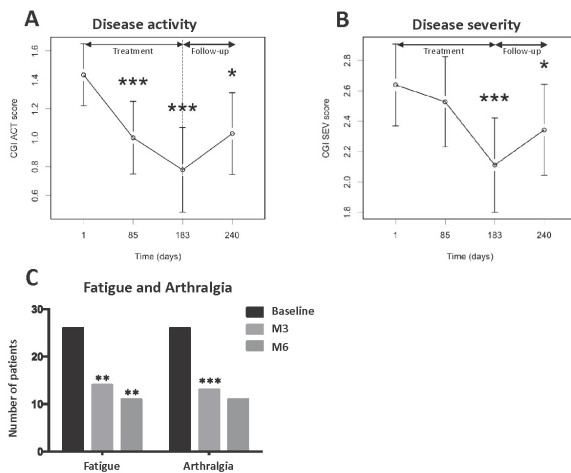 A
Disease activity
Treatment
Follow-up
***
***
*
CGI ACT score
1.6
1.4
1.2
1.0
0.8
0.6
1
85
183
240
Time (days)
B
Disease severity
Treatment
Follow-up
***
*
CGI SEV score
2.8
2.6
2.4
2.2
2.0
1.8
1
85
183
240
Time (days)
C
Fatigue and Arthralgia
Number of patients
30
20
10
0
**
**
***
Fatigue
Arthralgia
Baseline
M3
M6